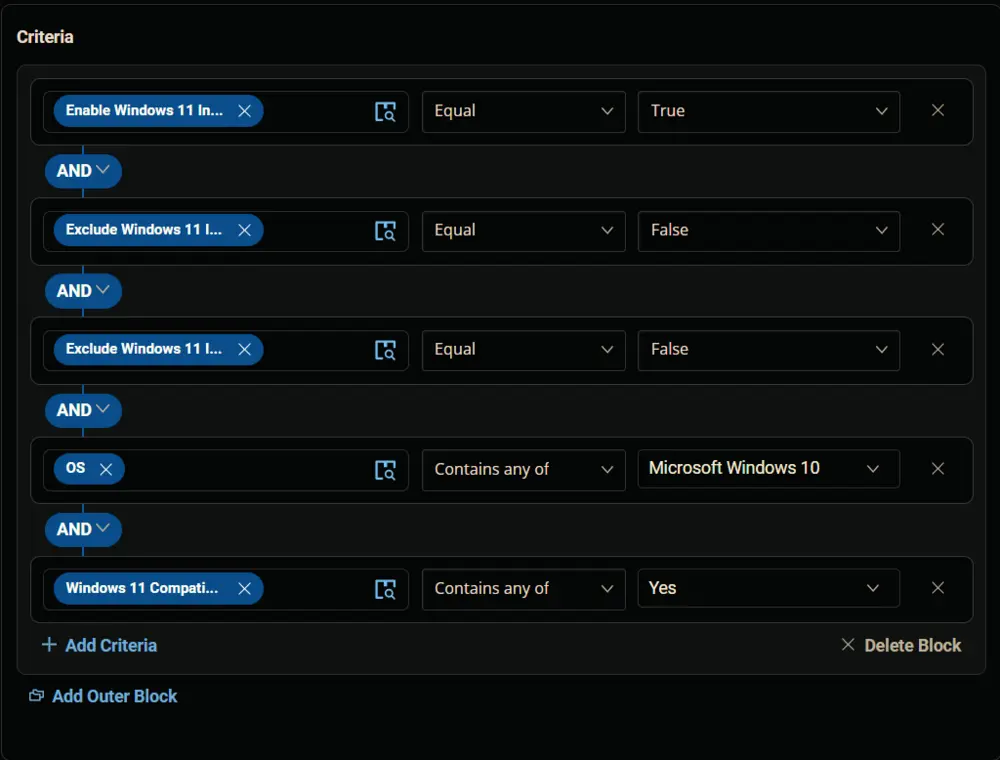 Criteria
Enable Windows 11 In... Equal True
AND
Exclude Windows 11 I... Equal False
AND
Exclude Windows 11 I... Equal False
AND
OS Contains any of Microsoft Windows 10
AND
Windows 11 Compati... Contains any of Yes
Add Criteria Delete Block
Add Outer Block